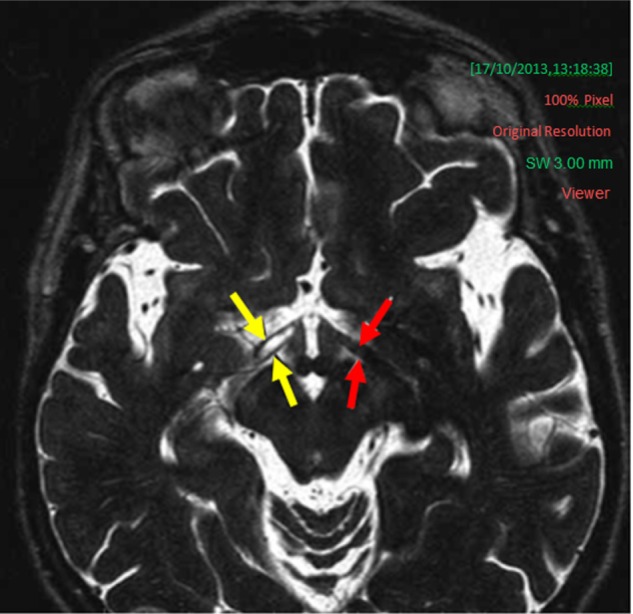 [17/10/2013,13:18:38]
100% Pixel
Original Resolution
SW 3.00 mm
Viewer